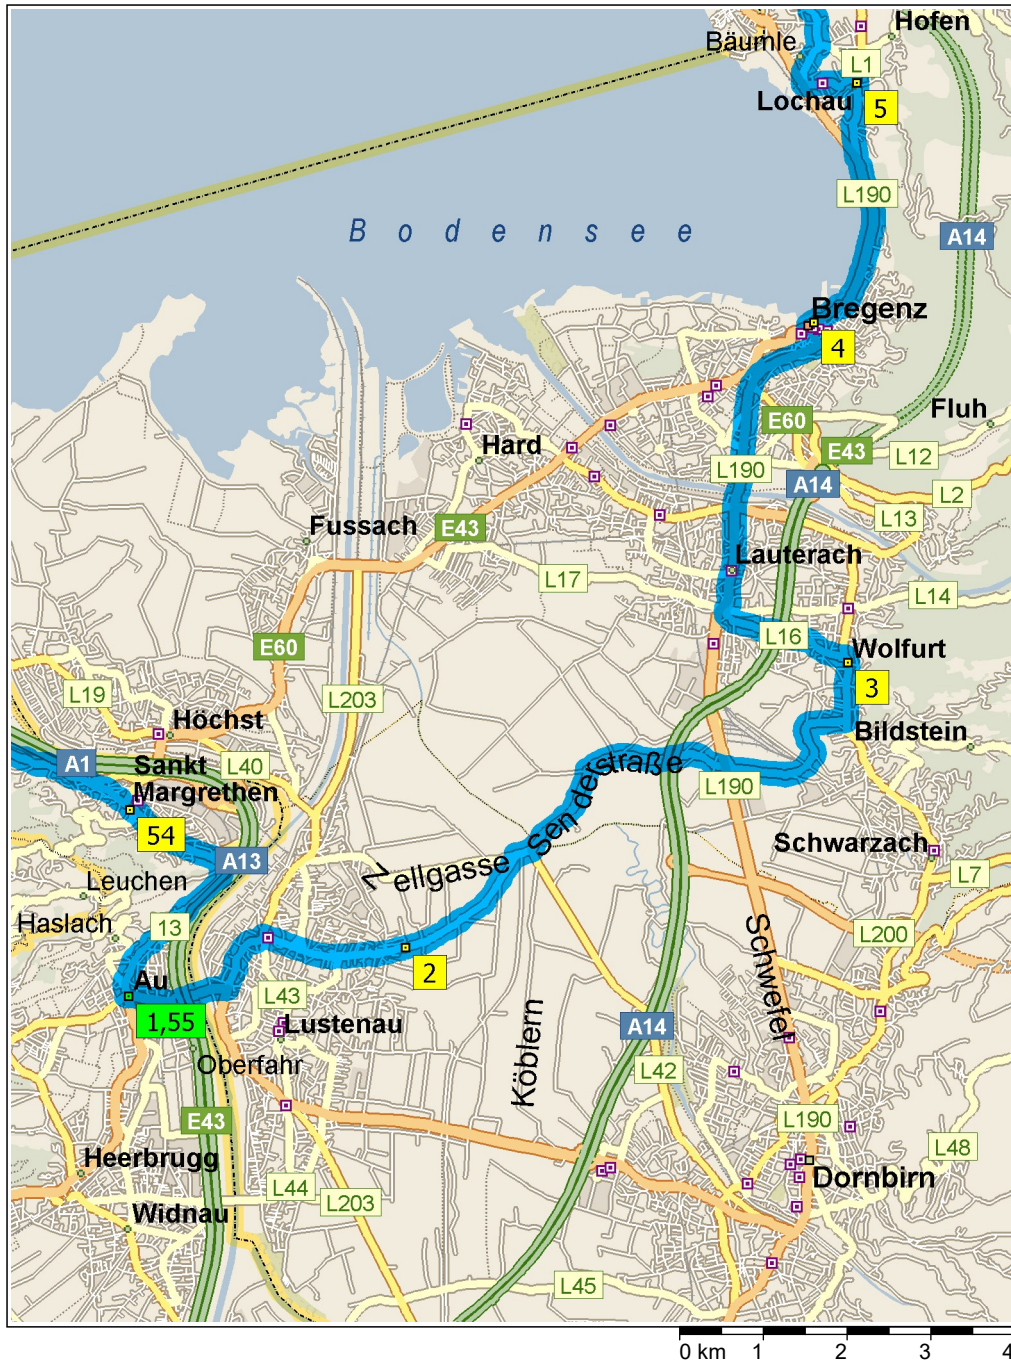 Hofen
Bäumle
L1
Lochau
5
L190
B o d e n s e e
A14
Bregenz
4
Fluh
E60
Hard
E43
L12
L190
A14
L2
Fussach
E43
L13
Lauterach
L17
L14
E60
L16
Wolfurt
L19
L203
3
Höchst
Bildstein
A1
Sankt
Margrethen
L40
Sen derstraße
L190
54
Schwarzach
A13
Zellgasse
L7
Leuchen
Haslach
13
Schwefel
L200
2
Au
L43
1,55
Lustenau
Köblern
A14
Oberfahr
L42
E43
L190
L48
Heerbrugg
Dornbirn
L44
L203
Widnau
L45
0 km 1 2 3 4